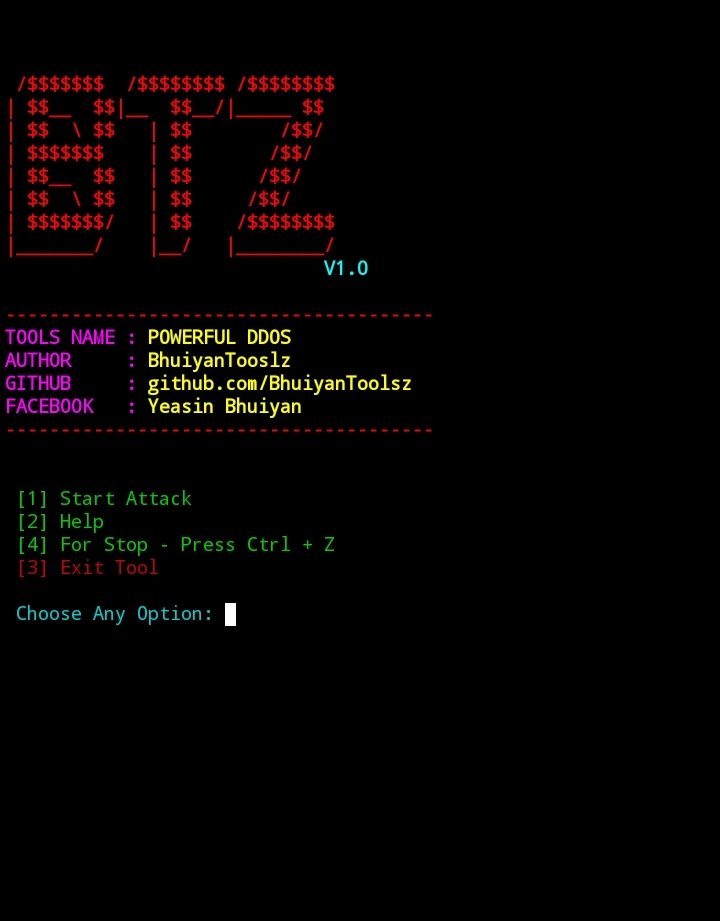 /$$$$$$$  /$$$$$$$$ /$$$$$$$$
| $$__  $$|__  $$__/|_____ $$
| $$  \ $$   | $$        /$$/
| $$$$$$$    | $$       /$$/
| $$__  $$   | $$      /$$/
| $$  \ $$   | $$     /$$/
| $$$$$$$/   | $$    /$$$$$$$$
|_______/    |__/   |________/
V1.0
---------------------------------------
TOOLS NAME : POWERFUL DDOS
AUTHOR     : BhuiyanTooslz
GITHUB     : github.com/BhuiyanToolsz
FACEBOOK   : Yeasin Bhuiyan
---------------------------------------
[1] Start Attack
[2] Help
[4] For Stop - Press Ctrl + Z
[3] Exit Tool
Choose Any Option: